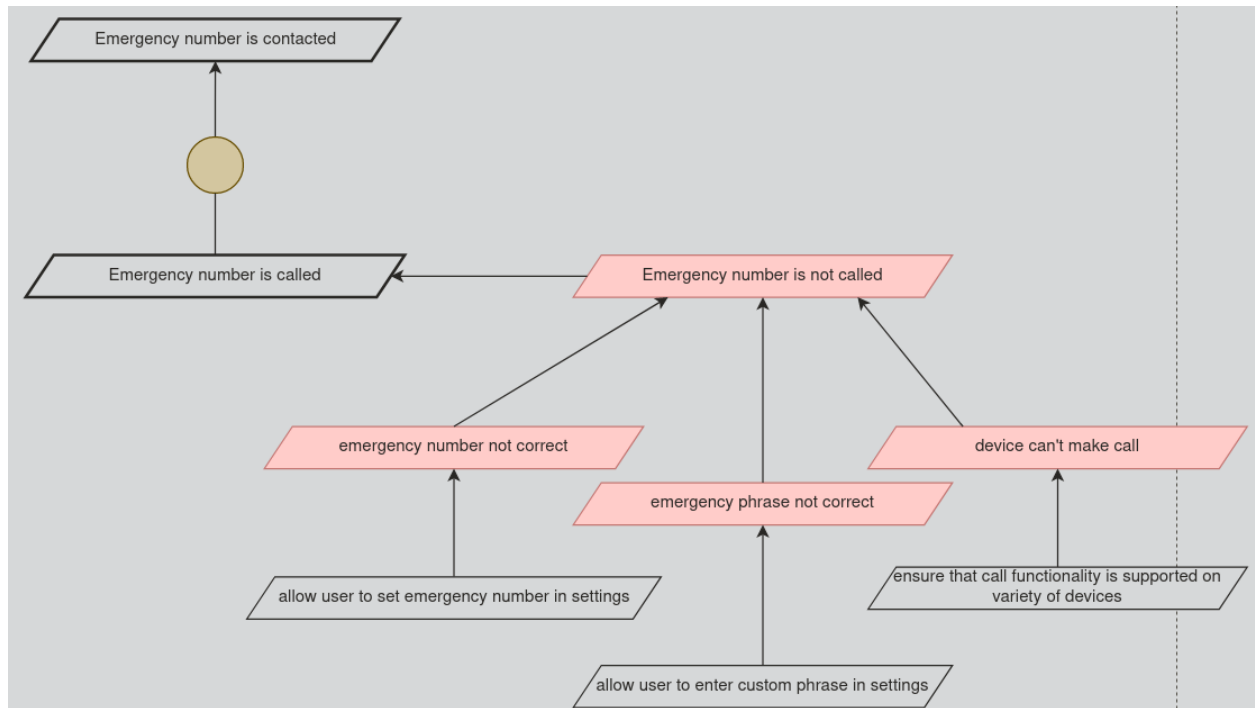 Emergency number is contacted
Emergency number is called
Emergency number is not called
emergency number not correct
device can't make call
emergency phrase not correct
allow user to set emergency number in settings
ensure that call functionality is supported on
variety of devices
allow user to enter custom phrase in settings